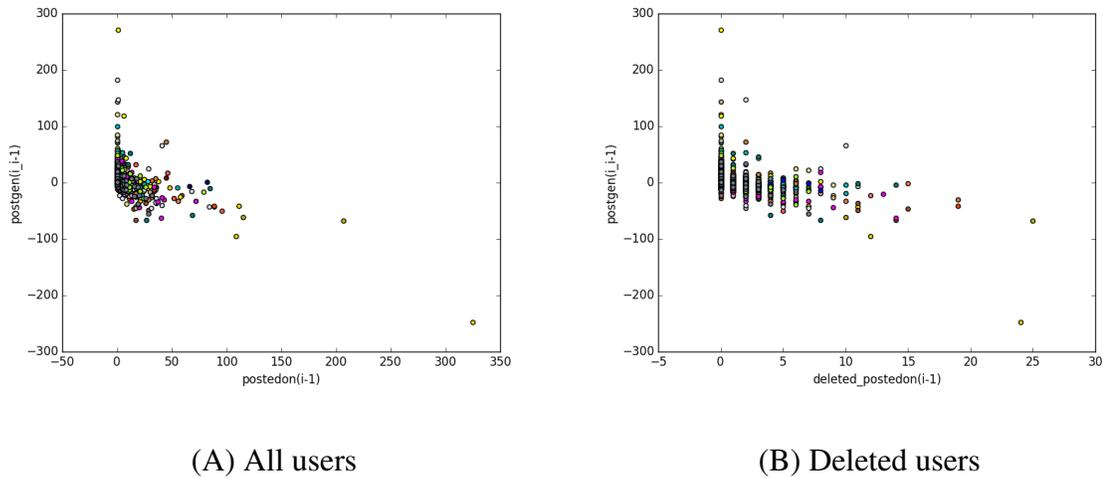 300
200
100
0
−100
−200
−300
postgen(i_i-1)
−50 0 50 100 150 200 250 300 350
postedon(i-1)
300
200
100
0
−100
−200
−300
postgen(i_i-1)
−5 0 5 10 15 20 25 30
deleted_postedon(i-1)
(A) All users
(B) Deleted users